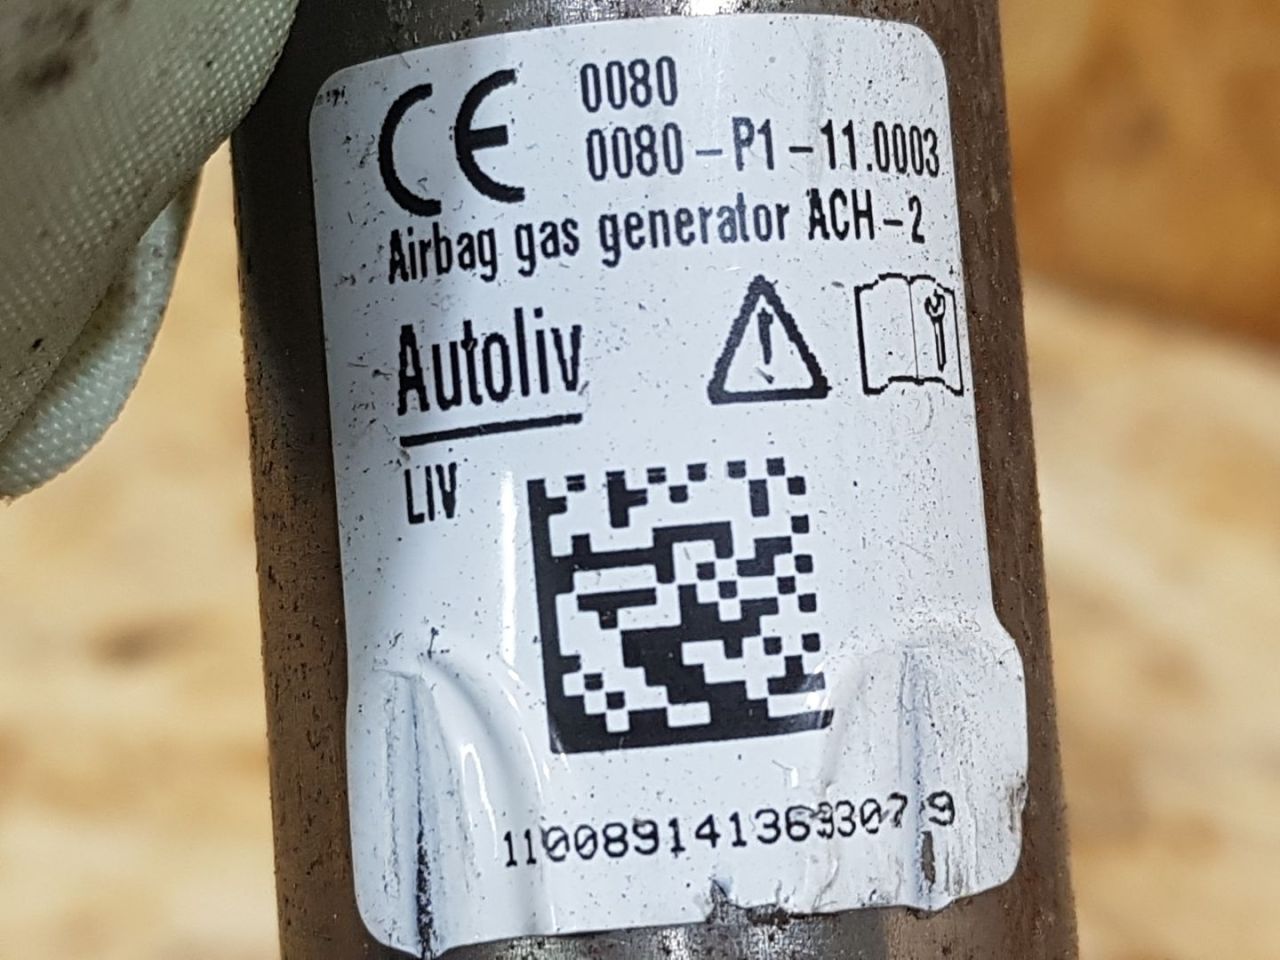 CE 0080
0080-P1-11.0003
Airbag gas generator ACH-2
Autoliv
LIV